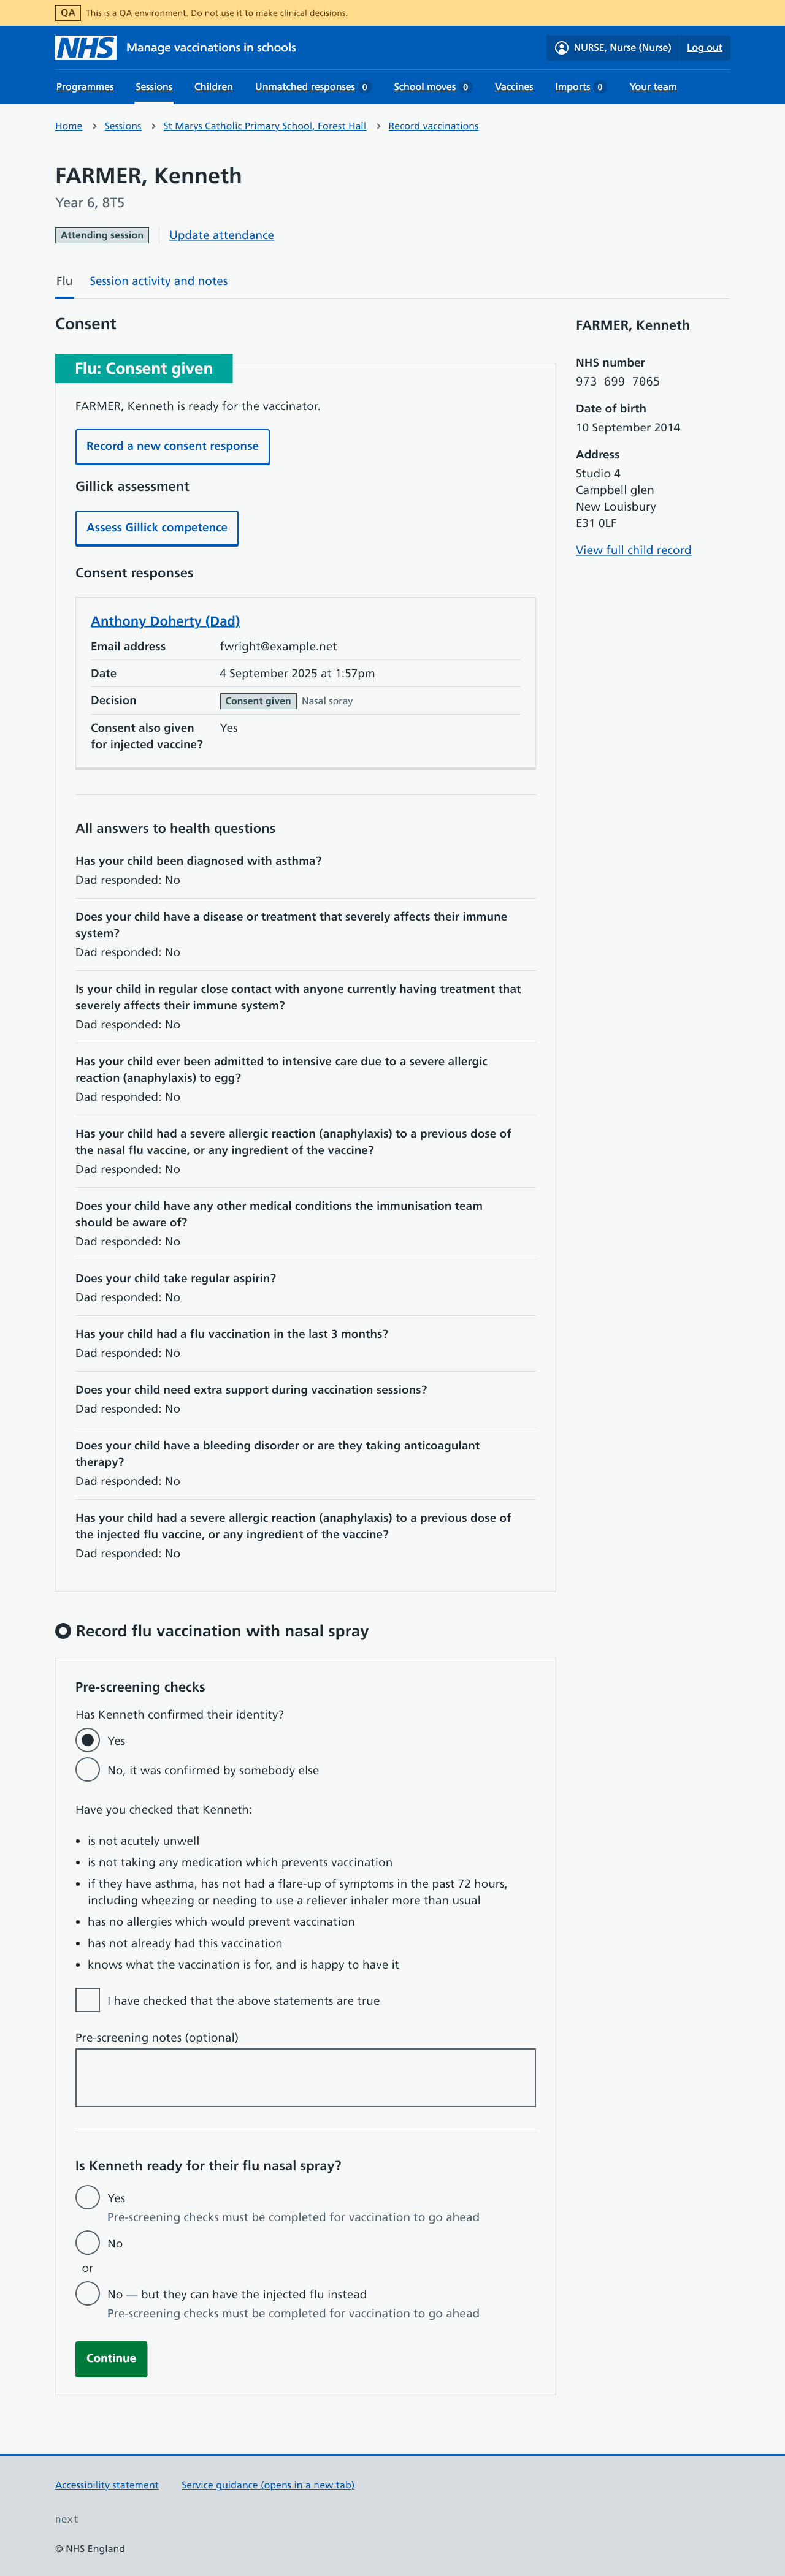 QA This is a QA environment. Do not use it to make clinical decisions.
NHS Manage vaccinations in schools NURSE, Nurse (Nurse) Log out
Programmes Sessions Children Unmatched responses 0 School moves 0 Vaccines Imports 0 Your team
Home Sessions St Marys Catholic Primary School, Forest Hall Record vaccinations
FARMER, Kenneth
Year 6, 8T5
Attending session Update attendance
Flu Session activity and notes
Consent
Flu: Consent given
FARMER, Kenneth is ready for the vaccinator.
Record a new consent response
Gillick assessment
Assess Gillick competence
Consent responses
Anthony Doherty (Dad)
Email address fwright@example.net
Date 4 September 2025 at 1:57pm
Decision Consent given Nasal spray
Consent also given
for injected vaccine? Yes
All answers to health questions
Has your child been diagnosed with asthma?
Dad responded: No
Does your child have a disease or treatment that severely affects their immune
system?
Dad responded: No
Is your child in regular close contact with anyone currently having treatment that
severely affects their immune system?
Dad responded: No
Has your child ever been admitted to intensive care due to a severe allergic
reaction (anaphylaxis) to egg?
Dad responded: No
Has your child had a severe allergic reaction (anaphylaxis) to a previous dose of
the nasal flu vaccine, or any ingredient of the vaccine?
Dad responded: No
Does your child have any other medical conditions the immunisation team
should be aware of?
Dad responded: No
Does your child take regular aspirin?
Dad responded: No
Has your child had a flu vaccination in the last 3 months?
Dad responded: No
Does your child need extra support during vaccination sessions?
Dad responded: No
Does your child have a bleeding disorder or are they taking anticoagulant
therapy?
Dad responded: No
Has your child had a severe allergic reaction (anaphylaxis) to a previous dose of
the injected flu vaccine, or any ingredient of the vaccine?
Dad responded: No
FARMER, Kenneth
NHS number
973 699 7065
Date of birth
10 September 2014
Address
Studio 4
Campbell glen
New Louisbury
E31 0LF
View full child record
Record flu vaccination with nasal spray
Pre-screening checks
Has Kenneth confirmed their identity?
Yes
No, it was confirmed by somebody else
Have you checked that Kenneth:
• is not acutely unwell
• is not taking any medication which prevents vaccination
• if they have asthma, has not had a flare-up of symptoms in the past 72 hours,
including wheezing or needing to use a reliever inhaler more than usual
• has no allergies which would prevent vaccination
• has not already had this vaccination
• knows what the vaccination is for, and is happy to have it
I have checked that the above statements are true
Pre-screening notes (optional)
Is Kenneth ready for their flu nasal spray?
Yes
Pre-screening checks must be completed for vaccination to go ahead
No
or
No — but they can have the injected flu instead
Pre-screening checks must be completed for vaccination to go ahead
Continue
Accessibility statement Service guidance (opens in a new tab)
next
© NHS England